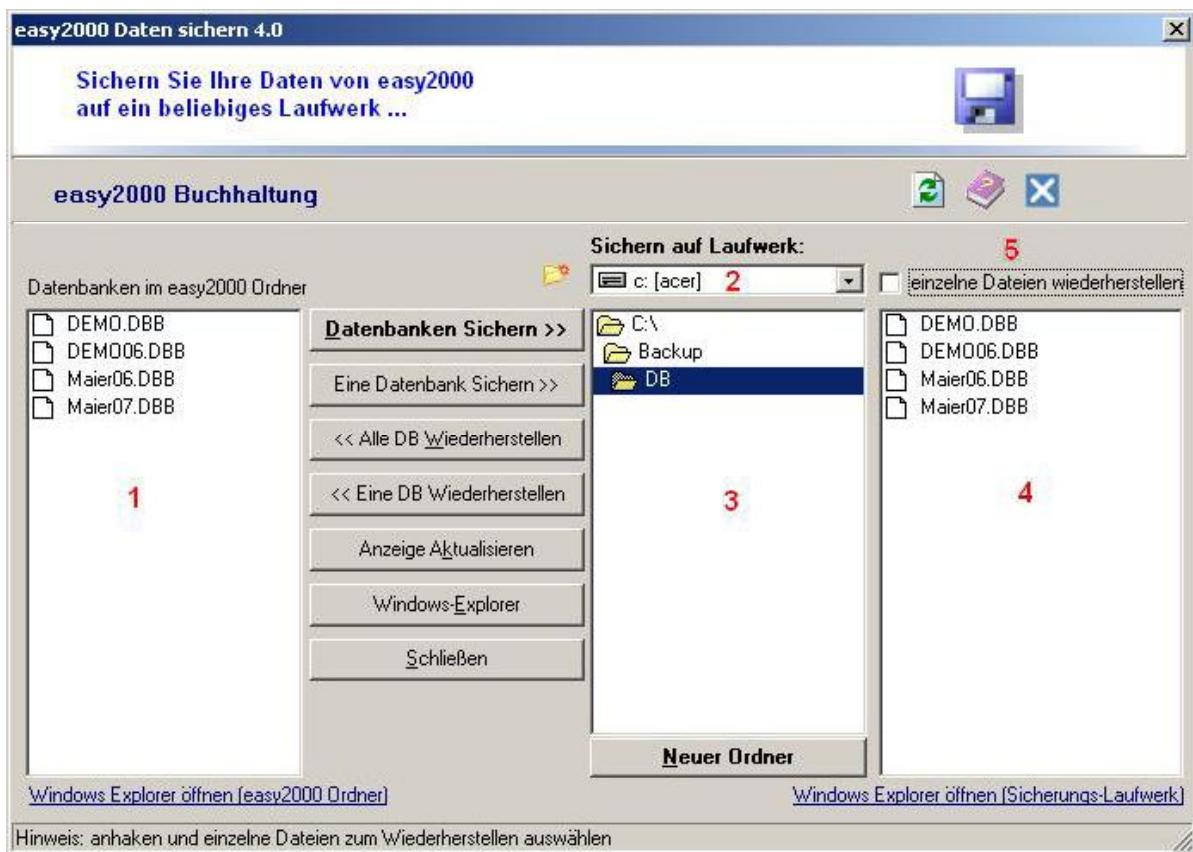 easy2000 Daten sichern 4.0
Sichern Sie Ihre Daten von easy2000
auf ein beliebiges Laufwerk ...
easy2000 Buchhaltung
Sichern auf Laufwerk:
5
Datenbanken im easy2000 Ordner
c: [acer]
2
einzelne Dateien wiederherstellen
DEMO.DBB
DEMO06.DBB
Maier06.DBB
Maier07.DBB
1
Datenbanken Sichern >>
Eine Datenbank Sichern >>
<< Alle DB Wiederherstellen
<< Eine DB Wiederherstellen
Anzeige Aktualisieren
Windows-Explorer
Schließen
C:\
Backup
DB
3
Neuer Ordner
DEMO.DBB
DEMO06.DBB
Maier06.DBB
Maier07.DBB
4
Windows Explorer öffnen (easy2000 Ordner)
Windows Explorer öffnen (Sicherungs-Laufwerk)
Hinweis: anhaken und einzelne Dateien zum Wiederherstellen auswählen